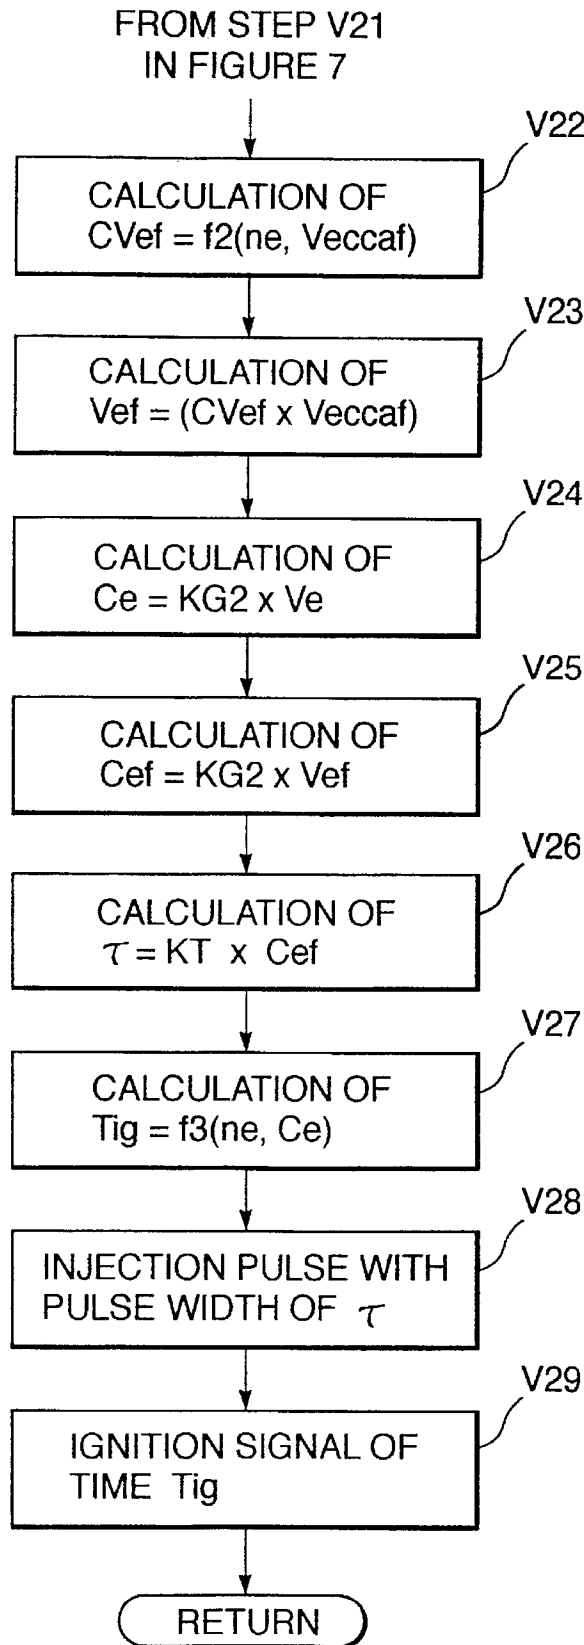 FROM STEP V21
IN FIGURE 7
V22
CALCULATION OF
CVef = f2(ne, Veccaf)
V23
CALCULATION OF
Vef = (CVef x Veccaf)
V24
CALCULATION OF
Ce = KG2 x Ve
V25
CALCULATION OF
Cef = KG2 x Vef
V26
CALCULATION OF
τ = KT x Cef
V27
CALCULATION OF
Tig = f3(ne, Ce)
V28
INJECTION PULSE WITH
PULSE WIDTH OF τ
V29
IGNITION SIGNAL OF
TIME Tig
RETURN